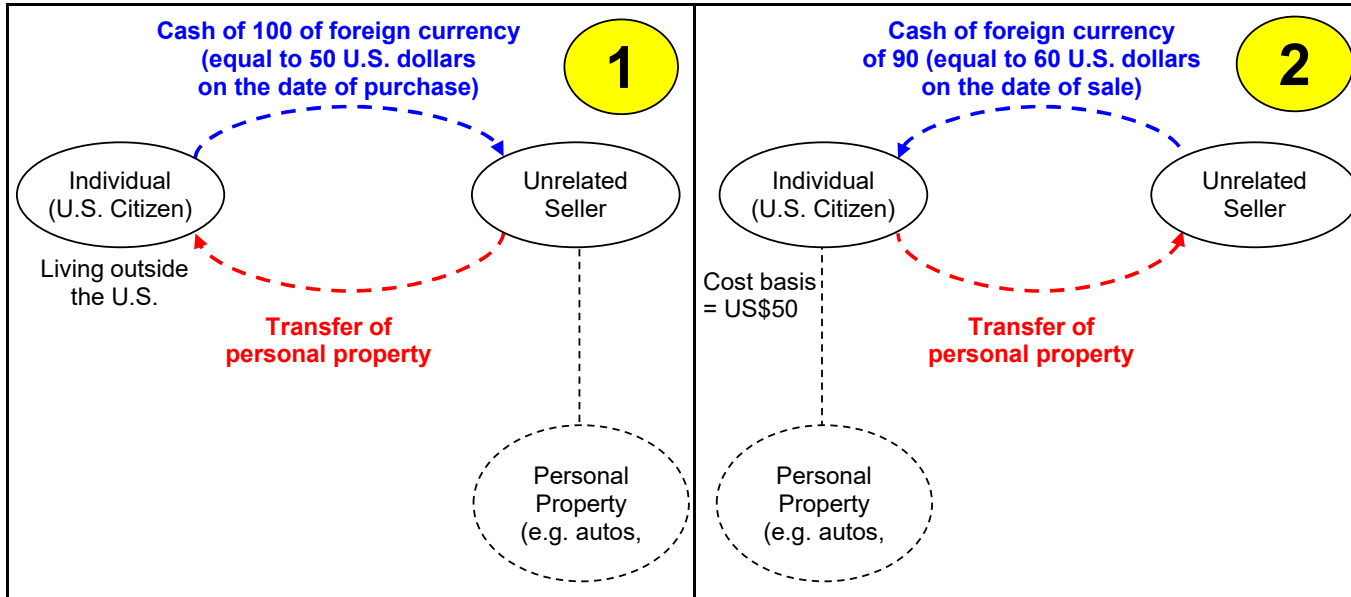 Cash of 100 of foreign currency
(equal to 50 U.S. dollars
on the date of purchase)
1
Individual
(U.S. Citizen)
Unrelated
Seller
Living outside
the U.S.
Transfer of
personal property
Personal
Property
(e.g. autos,
Cash of foreign currency
of 90 (equal to 60 U.S. dollars
on the date of sale)
2
Individual
(U.S. Citizen)
Unrelated
Seller
Cost basis
= US$50
Transfer of
personal property
Personal
Property
(e.g. autos,